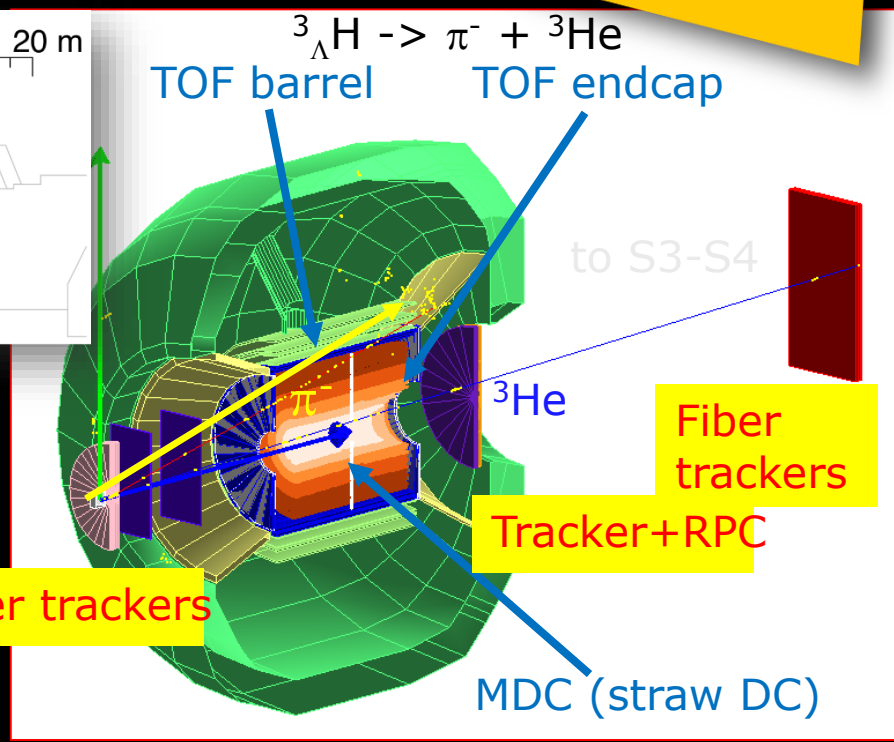 20 m
³ΛH -> π⁻ + ³He
TOF barrel
TOF endcap
to S3-S4
π⁻
³He
Fiber
trackers
Tracker+RPC
er trackers
MDC (straw DC)